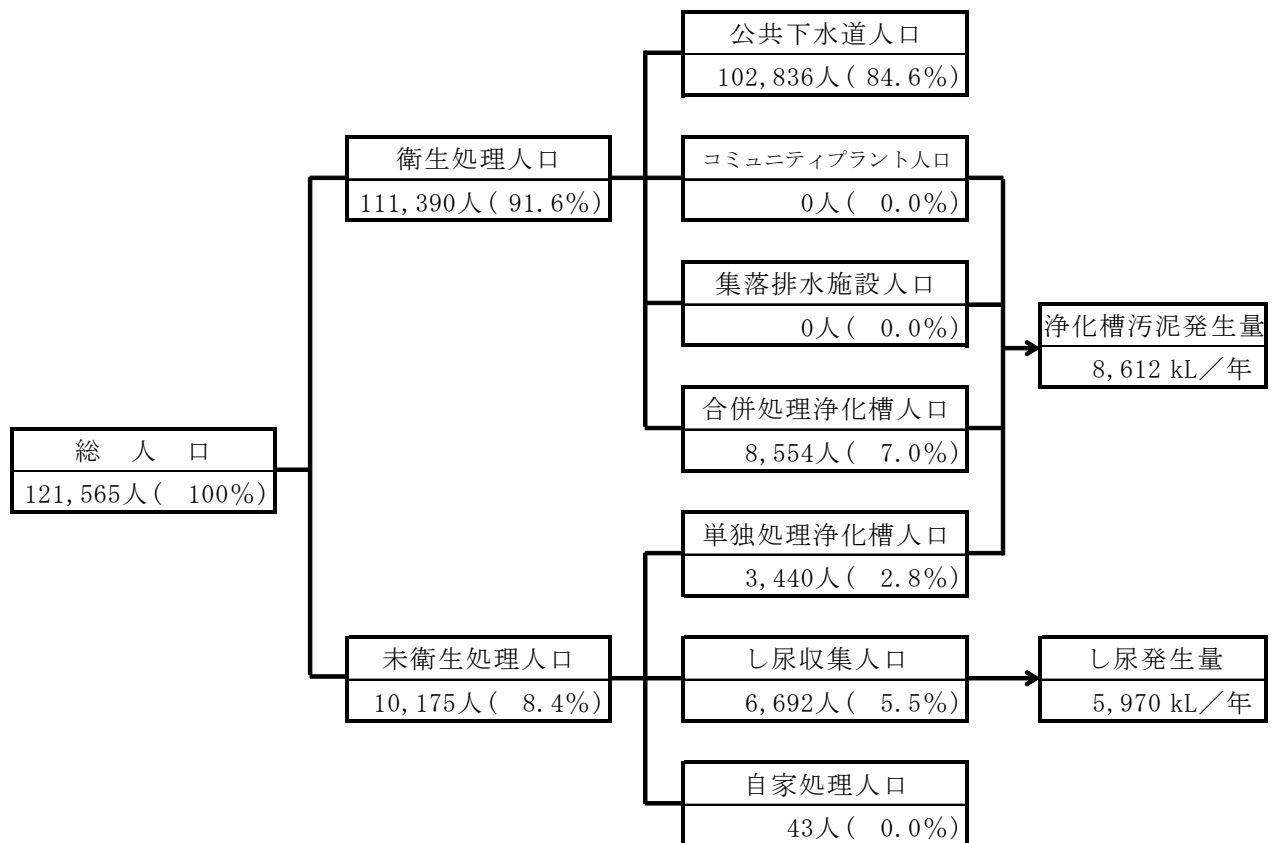 公共下水道人口
102,836人( 84.6%)
衛生処理人口
111,390人( 91.6%)
コミュニティプラント人口
0人( 0.0%)
集落排水施設人口
0人( 0.0%)
浄化槽汚泥発生量
8,612 kL／年
合併処理浄化槽人口
8,554人( 7.0%)
総 人 口
121,565人( 100%)
単独処理浄化槽人口
3,440人( 2.8%)
未衛生処理人口
10,175人( 8.4%)
し尿収集人口
6,692人( 5.5%)
し尿発生量
5,970 kL／年
自家処理人口
43人( 0.0%)